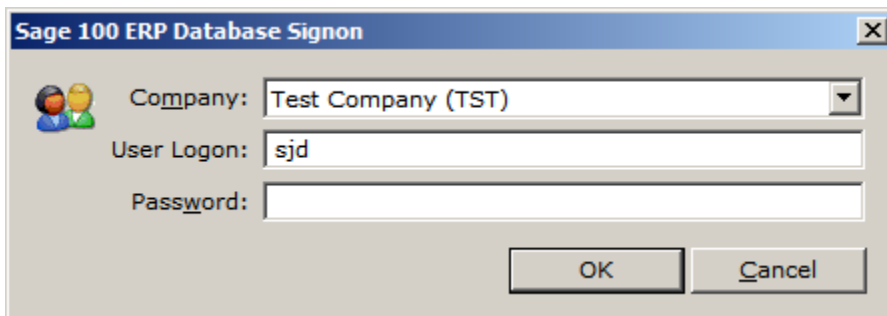 Sage 100 ERP Database Signon
Company: Test Company (TST)
User Logon: sjd
Password:
OK Cancel